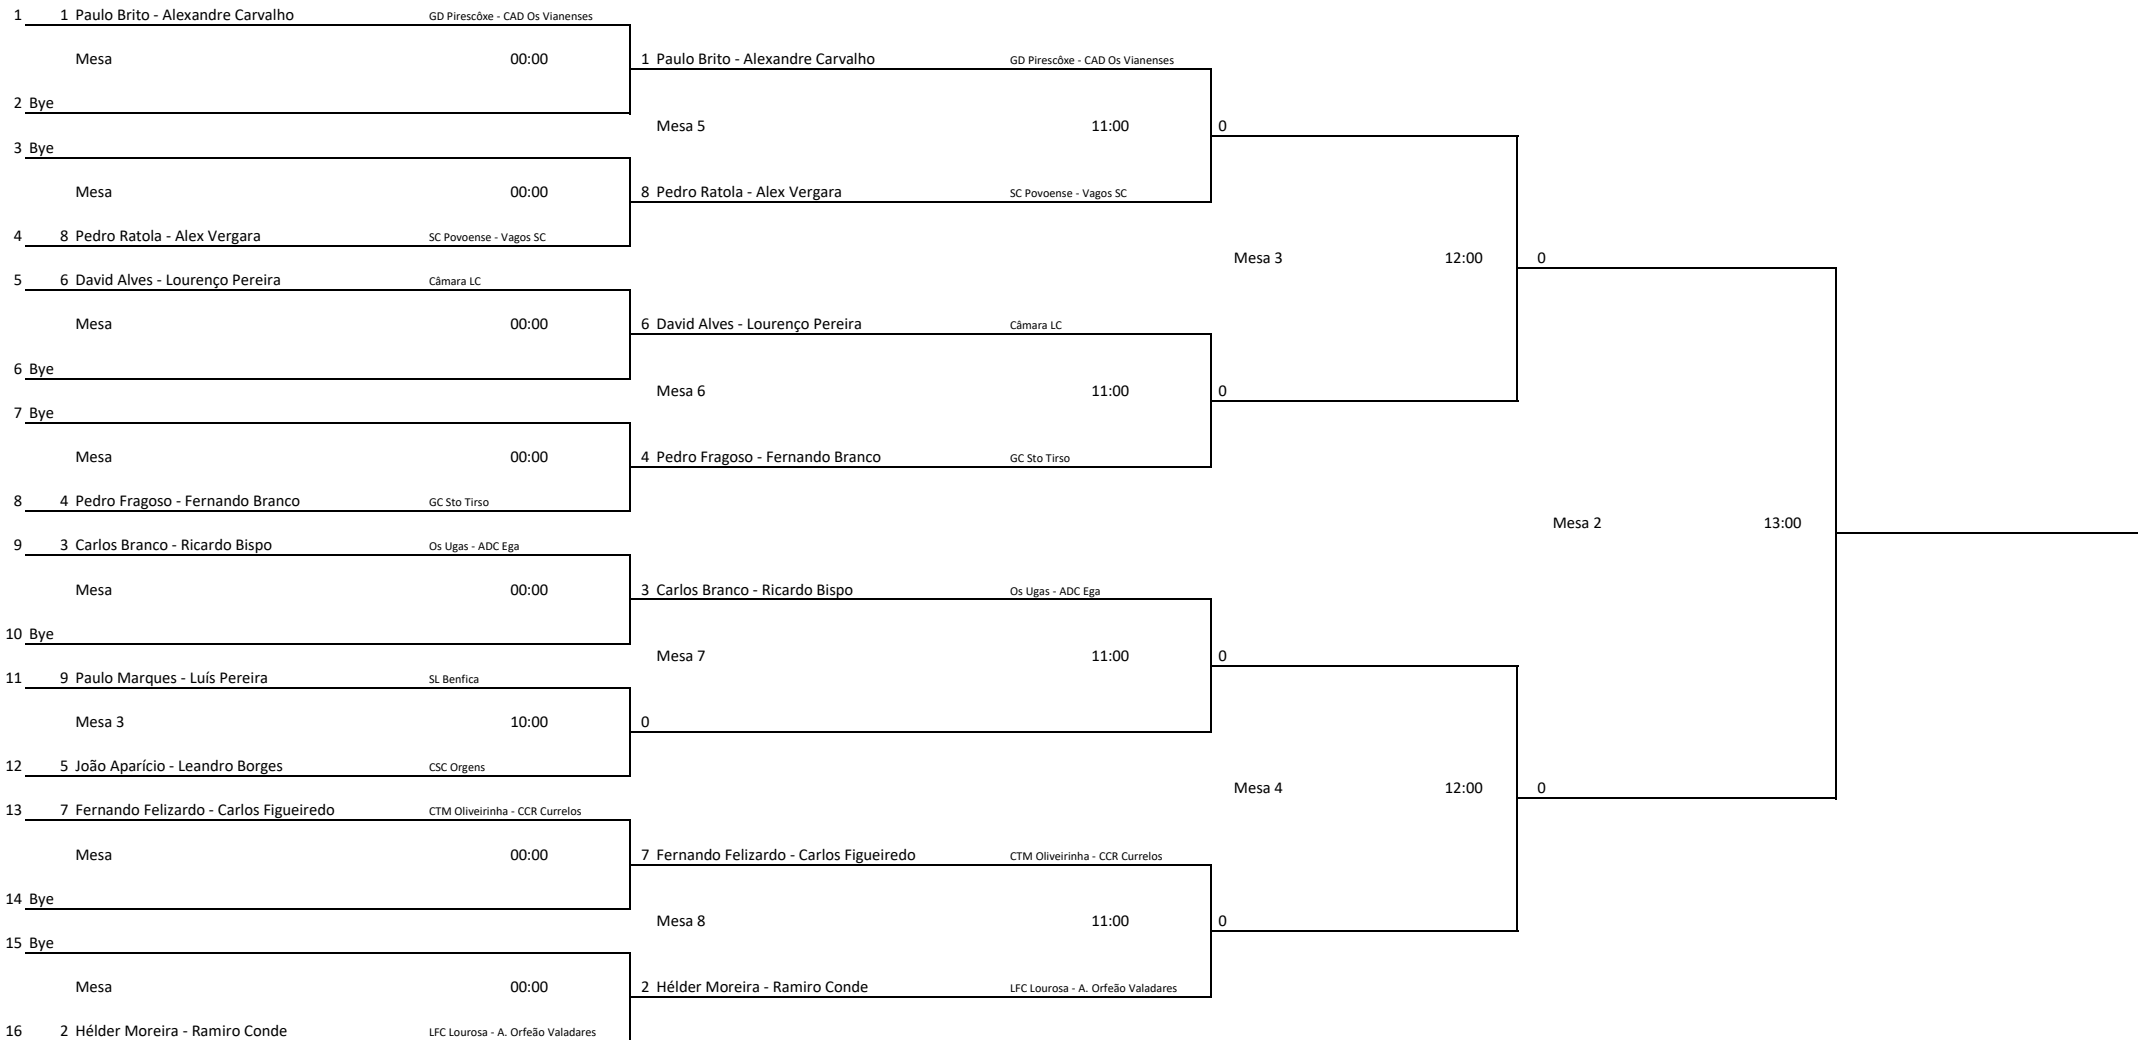 1 1 Paulo Brito - Alexandre Carvalho GD Pirescôxe - CAD Os Vianenses
Mesa 00:00 1 Paulo Brito - Alexandre Carvalho GD Pirescôxe - CAD Os Vianenses
2 Bye
Mesa 5 11:00 0
3 Bye
Mesa 00:00 8 Pedro Ratola - Alex Vergara SC Povoense - Vagos SC
4 8 Pedro Ratola - Alex Vergara SC Povoense - Vagos SC
Mesa 3 12:00 0
5 6 David Alves - Lourenço Pereira Câmara LC
Mesa 00:00 6 David Alves - Lourenço Pereira Câmara LC
6 Bye
Mesa 6 11:00 0
7 Bye
Mesa 00:00 4 Pedro Fragoso - Fernando Branco GC Sto Tirso
8 4 Pedro Fragoso - Fernando Branco GC Sto Tirso
Mesa 2 13:00
9 3 Carlos Branco - Ricardo Bispo Os Ugas - ADC Ega
Mesa 00:00 3 Carlos Branco - Ricardo Bispo Os Ugas - ADC Ega
10 Bye
Mesa 7 11:00 0
11 9 Paulo Marques - Luís Pereira SL Benfica
Mesa 3 10:00 0
12 5 João Aparício - Leandro Borges CSC Orgens
Mesa 4 12:00 0
13 7 Fernando Felizardo - Carlos Figueiredo CTM Oliveirinha - CCR Currelos
Mesa 00:00 7 Fernando Felizardo - Carlos Figueiredo CTM Oliveirinha - CCR Currelos
14 Bye
Mesa 8 11:00 0
15 Bye
Mesa 00:00 2 Hélder Moreira - Ramiro Conde LFC Lourosa - A. Orfeão Valadares
16 2 Hélder Moreira - Ramiro Conde LFC Lourosa - A. Orfeão Valadares